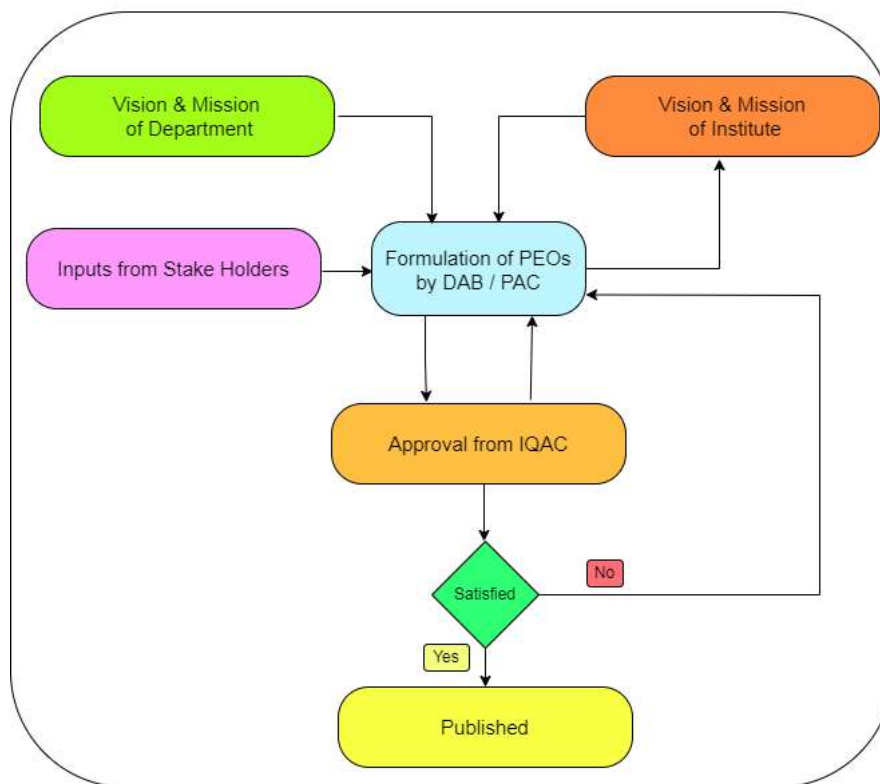 Vision & Mission
of Department
Vision & Mission
of Institute
Inputs from Stake Holders
Formulation of PEOs
by DAB / PAC
Approval from IQAC
Satisfied
No
Yes
Published